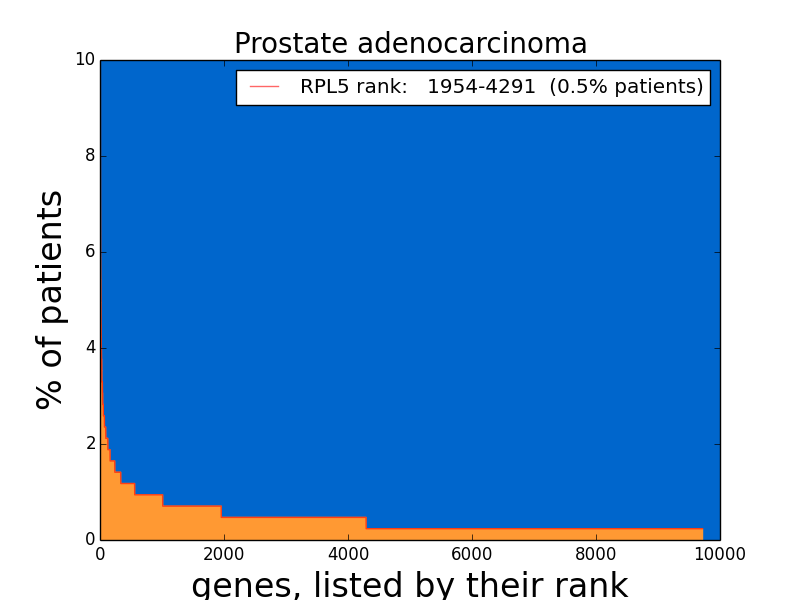 Prostate adenocarcinoma
RPL5 rank: 1954-4291 (0.5% patients)
10
8
6
4
2
0
% of patients
0 2000 4000 6000 8000 10000
genes, listed by their rank